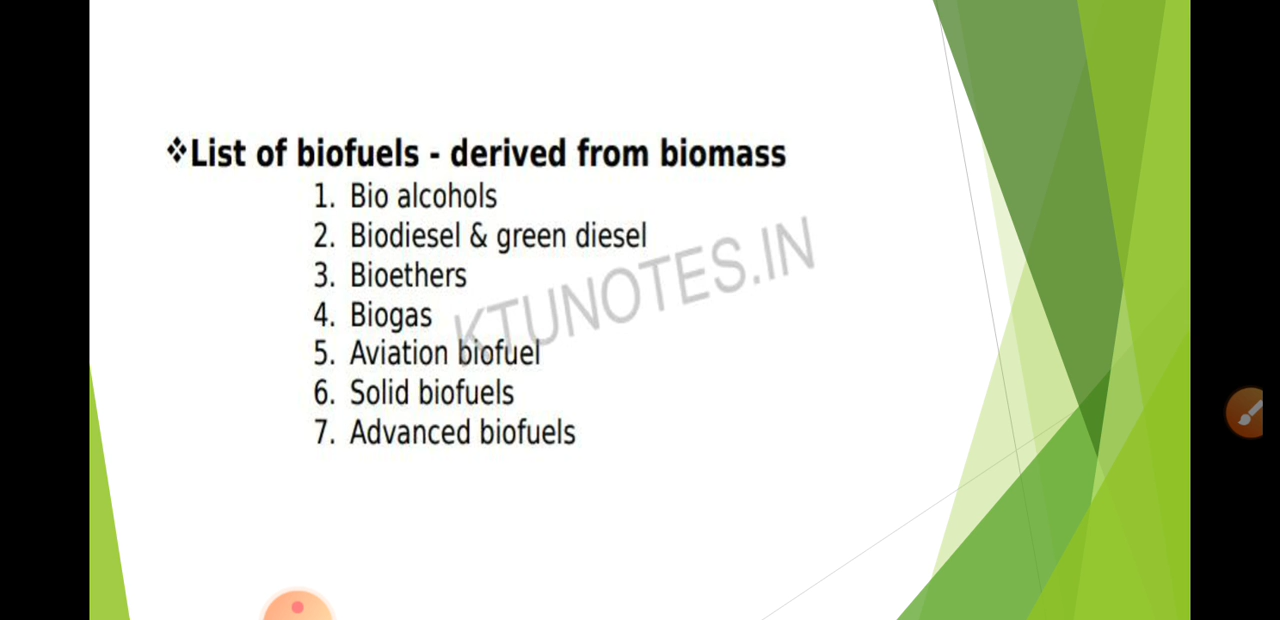 ❖List of biofuels - derived from biomass
1. Bio alcohols
2. Biodiesel & green diesel
3. Bioethers
4. Biogas
5. Aviation biofuel
6. Solid biofuels
7. Advanced biofuels
KTUNOTES.IN